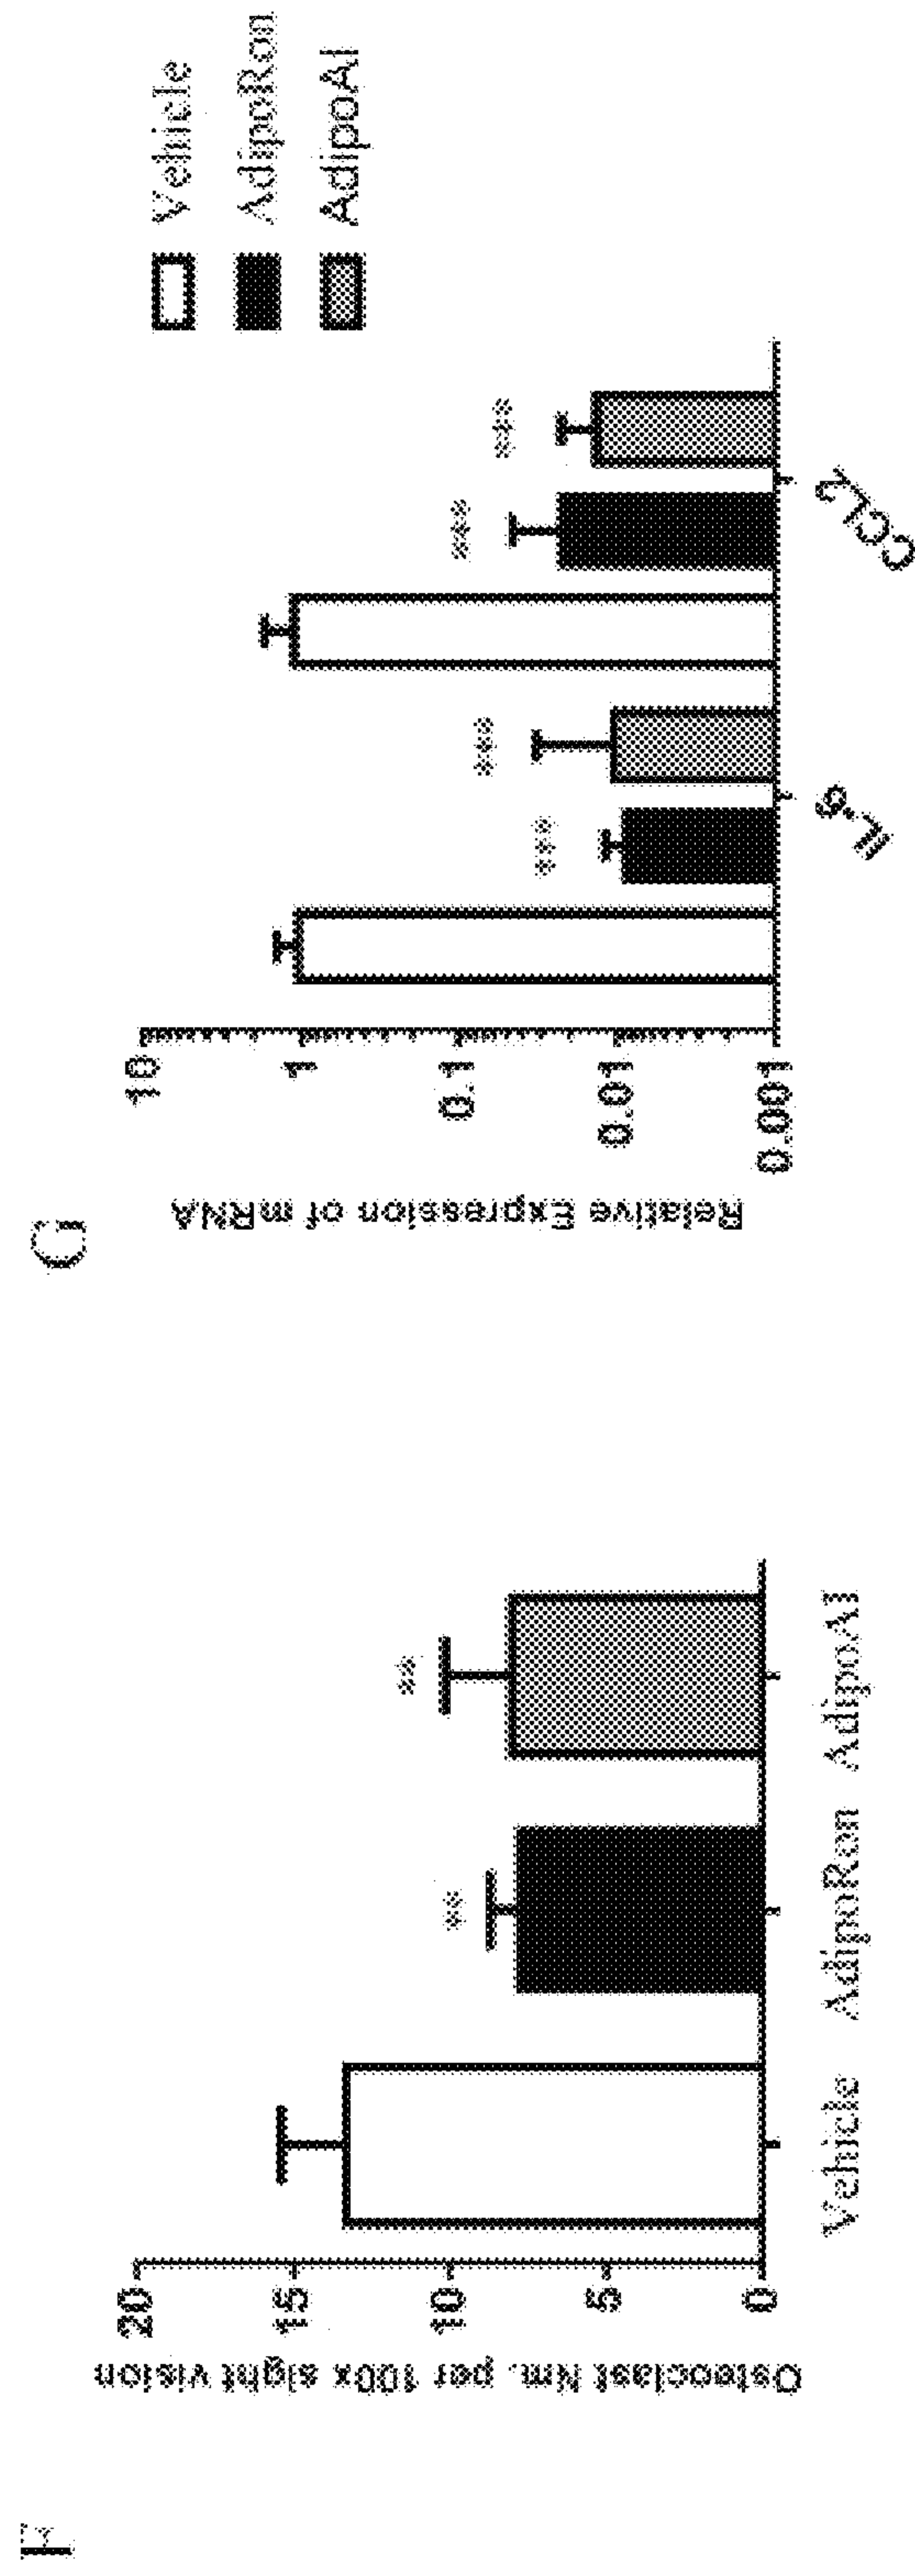 F
Osteoclast Nm. per 100x sight vision
20
15
10
5
0
**
**
Vehicle AdipoRon AdipoAI
G
Relative Expression of mRNA
10
1
0.1
0.01
0.001
***
***
***
***
IL-6
CCL2
Vehicle
AdipoRon
AdipoAI